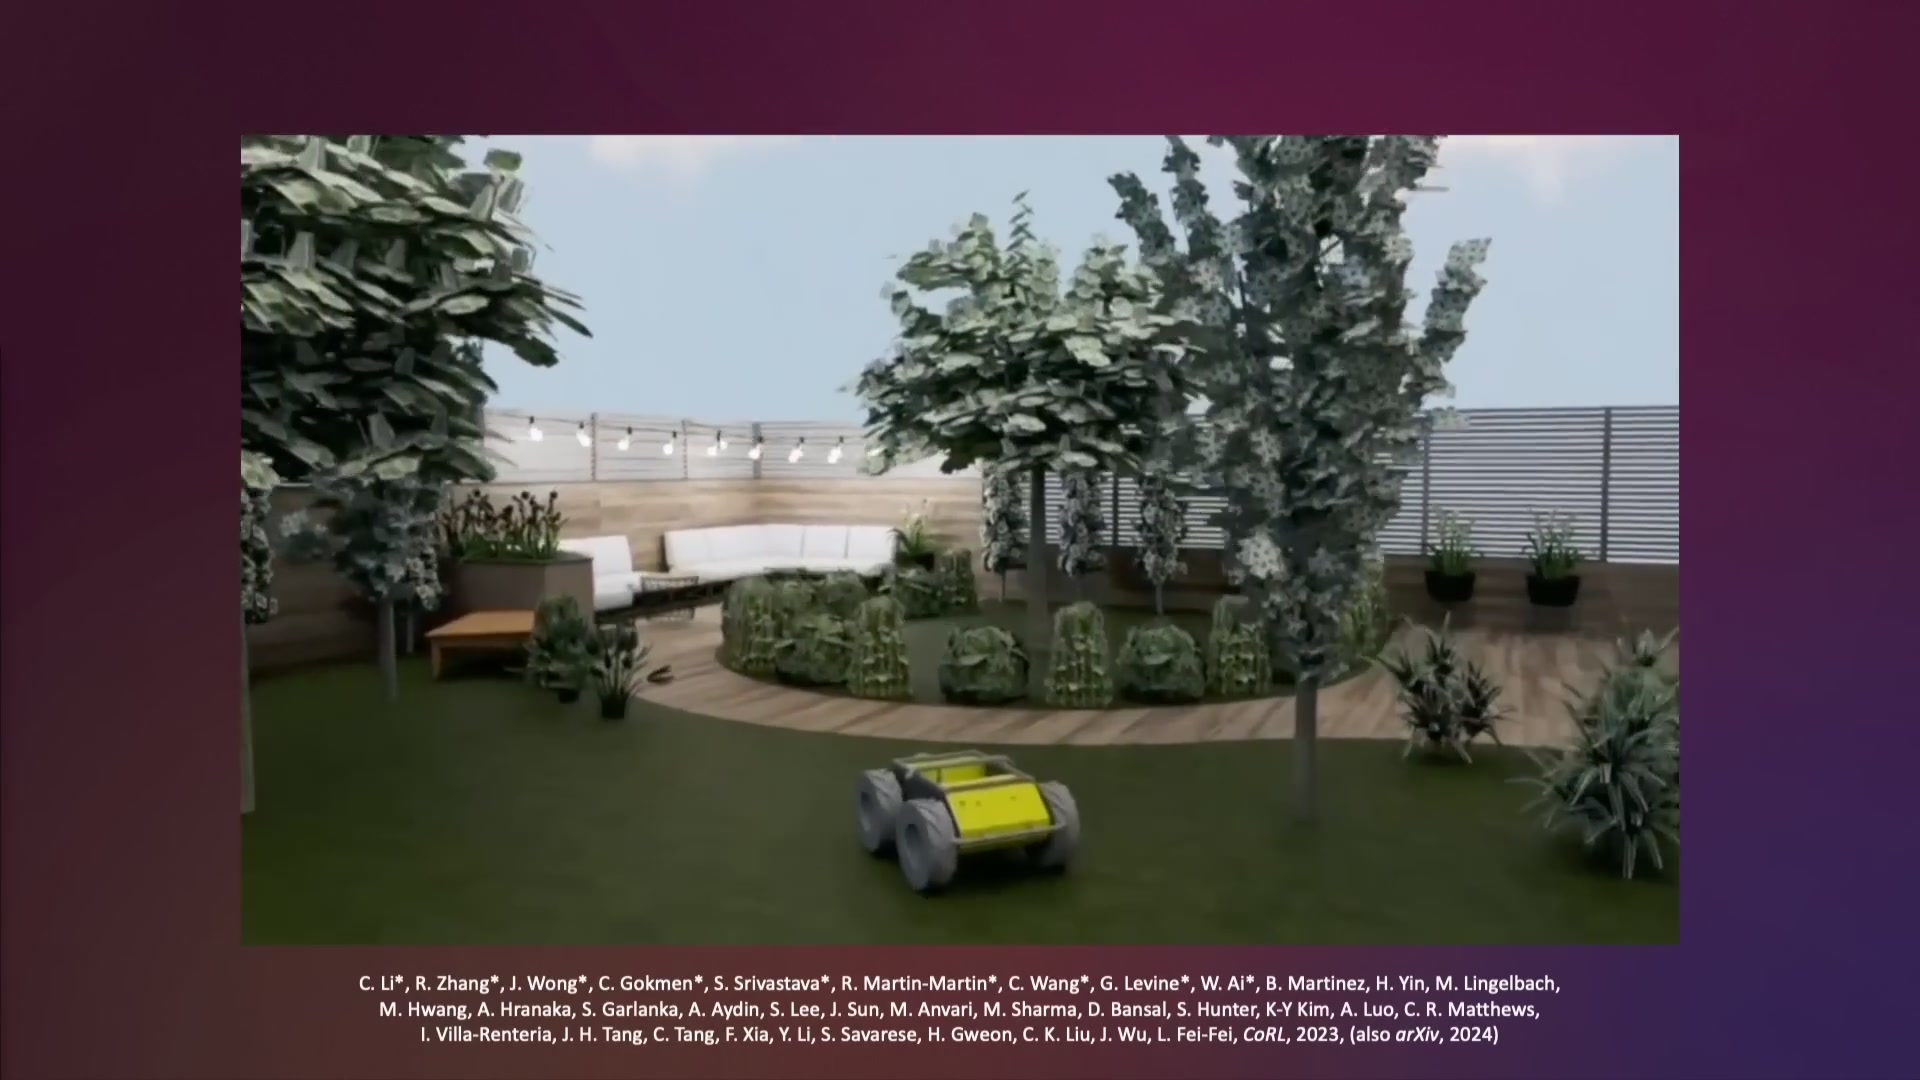 C. Li*, R. Zhang*, J. Wong*, C. Gokmen*, S. Srivastava*, R. Martin-Martin*, C. Wang*, G. Levine*, W. Ai*, B. Martinez, H. Yin, M. Lingelbach,
M. Hwang, A. Hranaka, S. Garlanka, A. Aydin, S. Lee, J. Sun, M. Anvari, M. Sharma, D. Bansal, S. Hunter, K-Y Kim, A. Luo, C. R. Matthews,
I. Villa-Renteria, J. H. Tang, C. Tang, F. Xia, Y. Li, S. Savarese, H. Gweon, C. K. Liu, J. Wu, L. Fei-Fei, CoRL, 2023, (also arXiv, 2024)